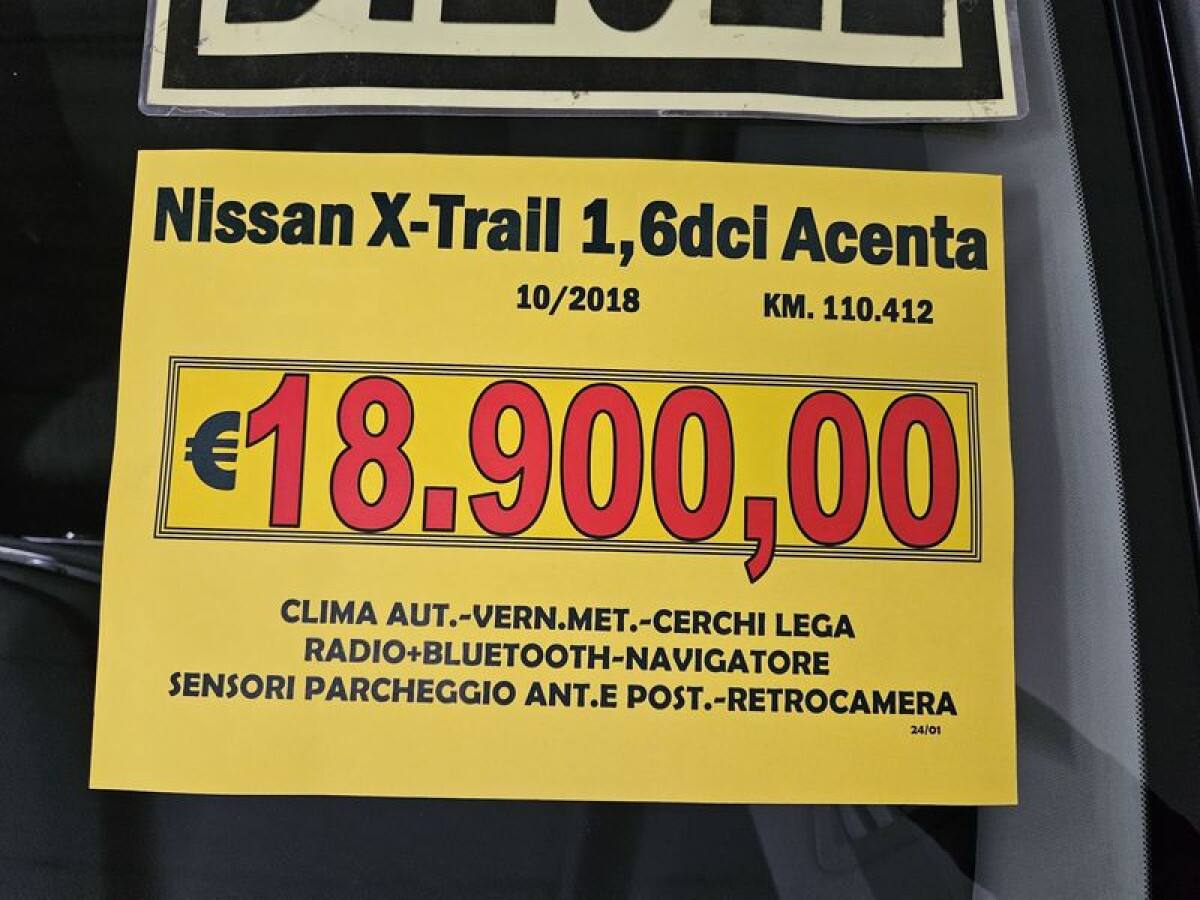 DIESEL
Nissan X-Trail 1,6dci Acenta
10/2018 KM. 110.412
€18.900,00
CLIMA AUT.-VERN.MET.-CERCHI LEGA
RADIO+BLUETOOTH-NAVIGATORE
SENSORI PARCHEGGIO ANT.E POST.-RETROCAMERA
24/01